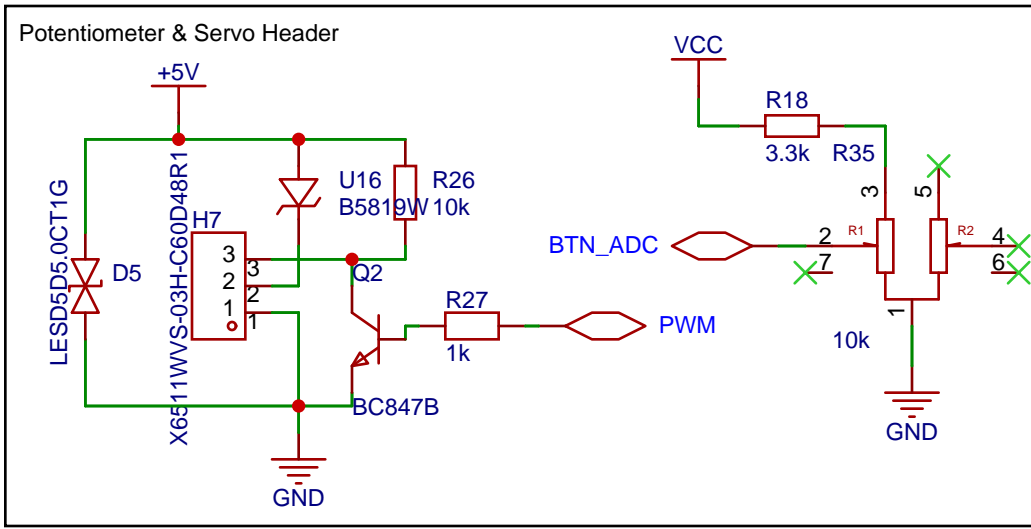 Potentiometer & Servo Header
+5V
VCC
R18
3.3k
R35
U16
B5819W
R26
10k
H7
X6511WVS-03H-C60D48R1
LESD5D5.0CT1G
D5
3
3
2
2
1
1
Q2
BC847B
R27
1k
PWM
GND
BTN_ADC
3
5
2
R1
R2
4
7
6
1
10k
GND